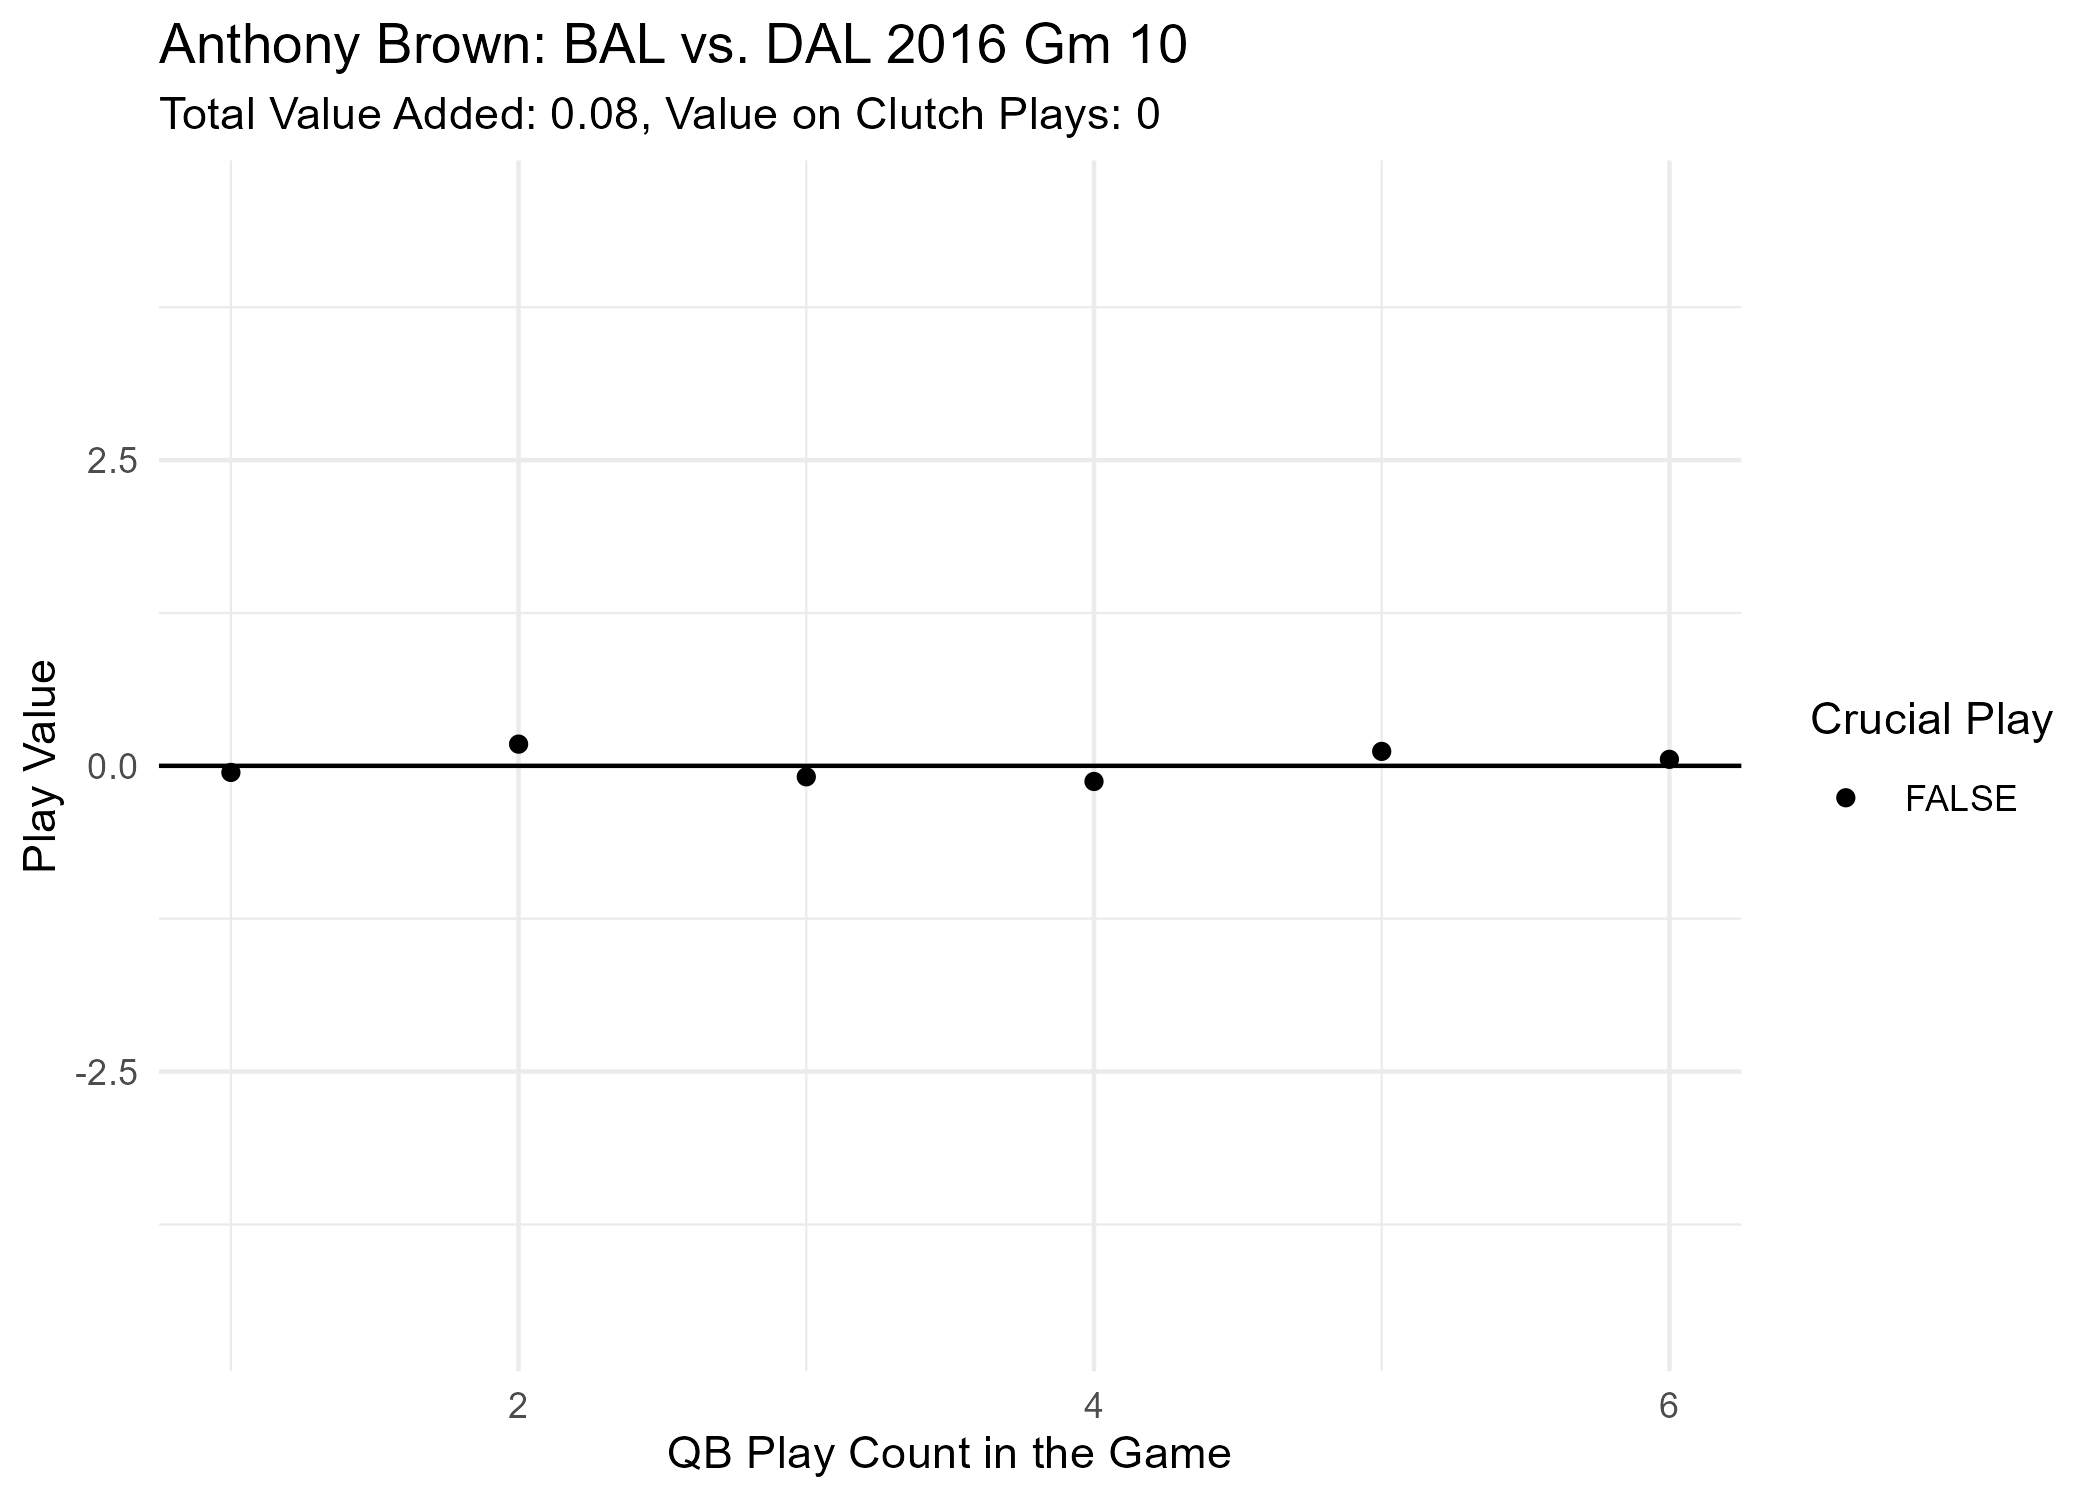 Anthony Brown: BAL vs. DAL 2016 Gm 10
Total Value Added: 0.08, Value on Clutch Plays: 0
2.5
0.0
-2.5
Play Value
2
4
6
QB Play Count in the Game
Crucial Play
FALSE